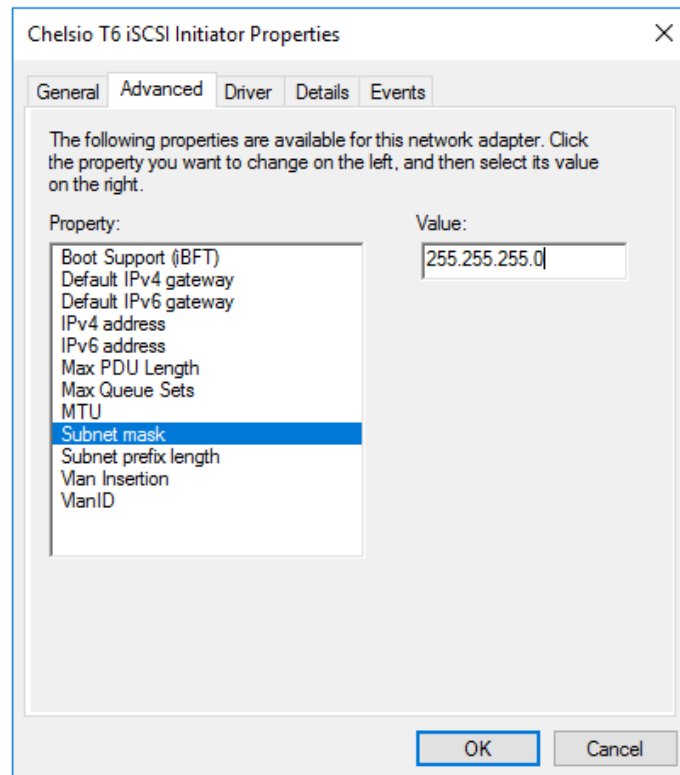 Chelsio T6 iSCSI Initiator Properties
General Advanced Driver Details Events
The following properties are available for this network adapter. Click
the property you want to change on the left, and then select its value
on the right.
Property:
Value:
Boot Support (iBFT)
Default IPv4 gateway
Default IPv6 gateway
IPv4 address
IPv6 address
Max PDU Length
Max Queue Sets
MTU
Subnet mask
Subnet prefix length
Vlan Insertion
VlanID
255.255.255.0
OK
Cancel